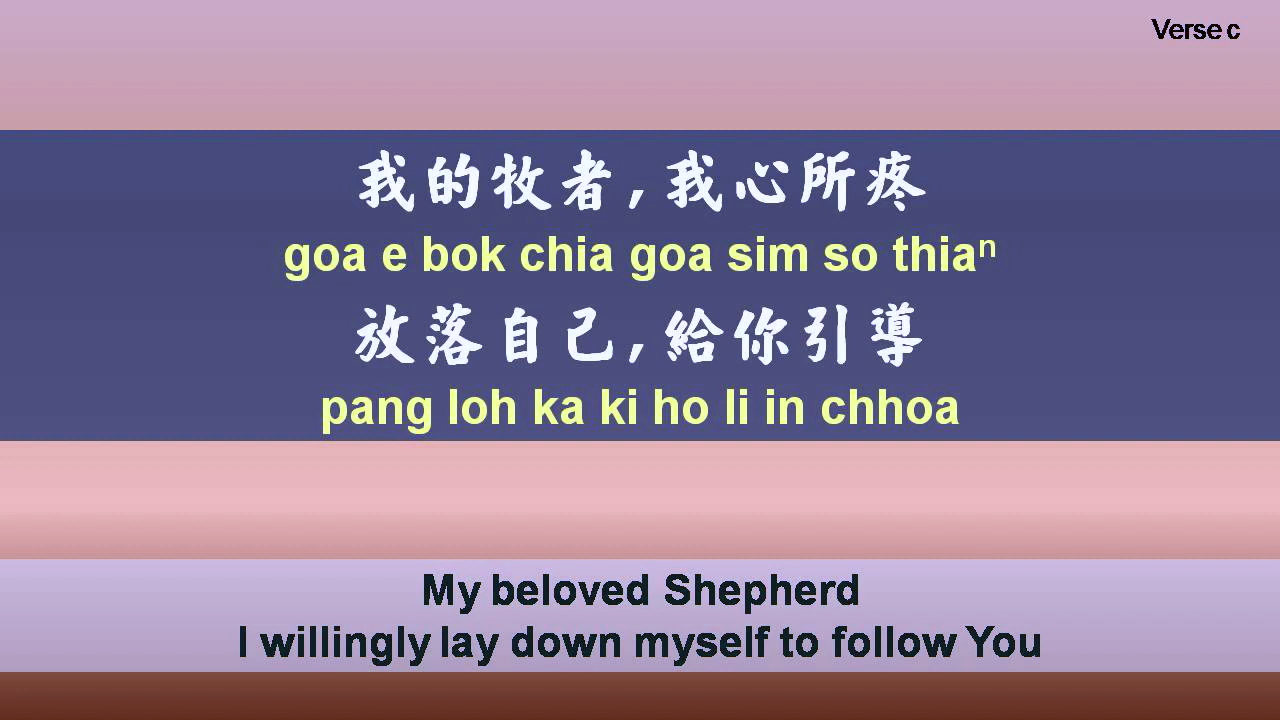 Verse c
我的牧者,我心所疼
goa e bok chia goa sim so thiaⁿ
放落自己,給你引導
pang loh ka ki ho li in chhoa
My beloved Shepherd
I willingly lay down myself to follow You